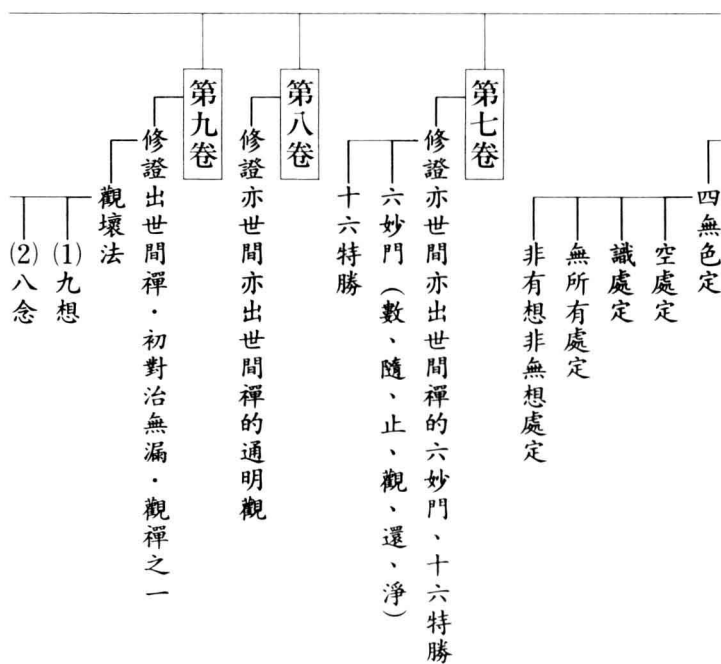 四無色定
空處定
識處定
無所有處定
非有想非無想處定
第七卷
修證亦世間亦出世間禪的六妙門、十六特勝
六妙門（數、隨、止、觀、還、淨）
十六特勝
第八卷
修證亦世間亦出世間禪的通明觀
第九卷
修證出世間禪．初對治無漏．觀禪之一
觀壞法
(1)九想
(2)八念